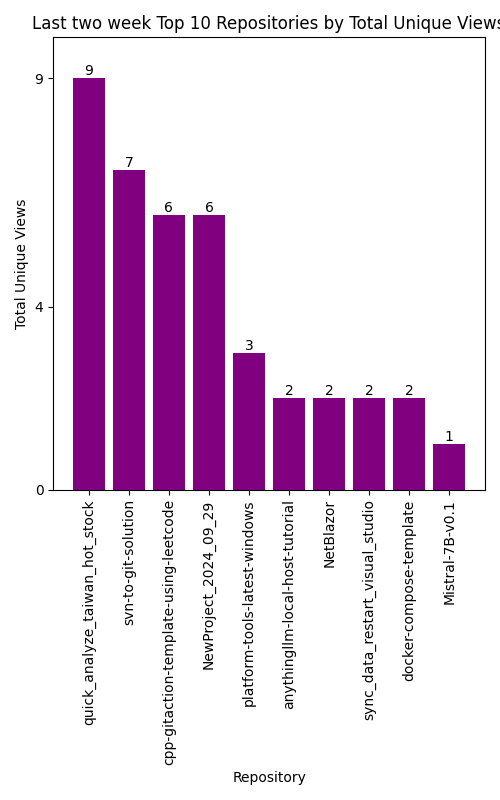 Last two week Top 10 Repositories by Total Unique Views
9
7
6
6
3
2
2
2
2
1
9
4
0
Total Unique Views
quick_analyze_taiwan_hot_stock
svn-to-git-solution
cpp-gitaction-template-using-leetcode
NewProject_2024_09_29
platform-tools-latest-windows
anythingllm-local-host-tutorial
NetBlazor
sync_data_restart_visual_studio
docker-compose-template
Mistral-7B-v0.1
Repository